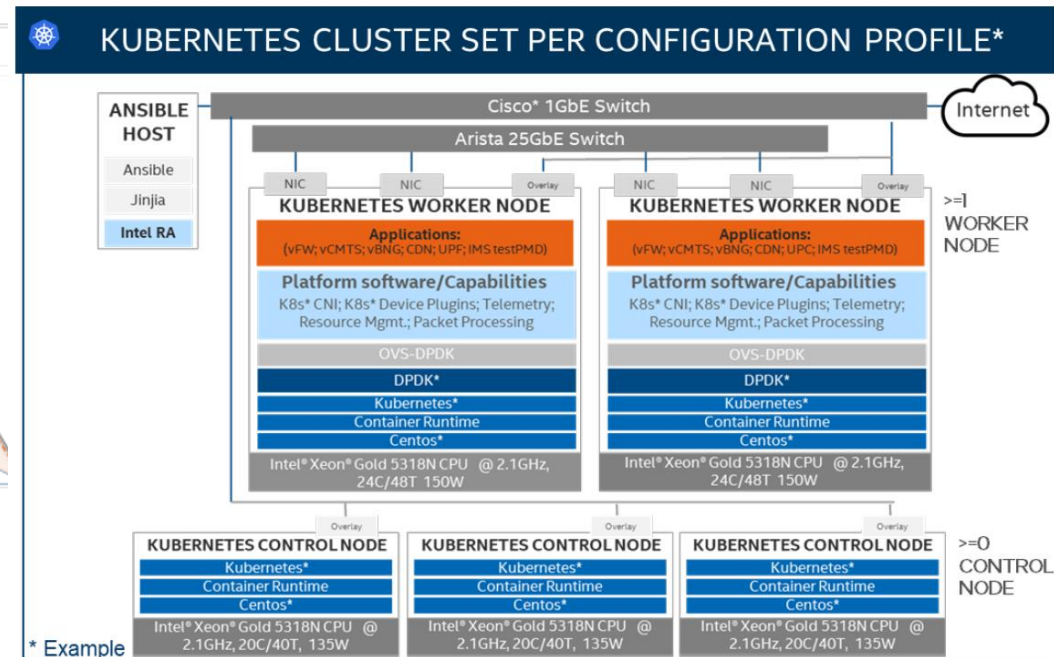 KUBERNETES CLUSTER SET PER CONFIGURATION PROFILE*
ANSIBLE
HOST
Ansible
Jinjia
Intel RA
Cisco* 1GbE Switch
Internet
Arista 25GbE Switch
NIC
NIC
Overlay
KUBERNETES WORKER NODE
Applications:
(vFW; vCMTS; vBNG; CDN; UPF; IMS testPMD)
Platform software/Capabilities
K8s* CNI; K8s* Device Plugins; Telemetry;
Resource Mgmt.; Packet Processing
OVS-DPDK
DPDK*
Kubernetes*
Container Runtime
Centos*
Intel® Xeon® Gold 5318N CPU @ 2.1GHz,
24C/48T 150W
NIC
NIC
Overlay
KUBERNETES WORKER NODE
Applications:
(vFW; vCMTS; vBNG; CDN; UPC; IMS testPMD)
Platform software/Capabilities
K8s* CNI; K8s* Device Plugins; Telemetry;
Resource Mgmt.; Packet Processing
OVS-DPDK
DPDK*
Kubernetes*
Container Runtime
Centos*
Intel® Xeon® Gold 5318N CPU @ 2.1GHz,
24C/48T 150W
>=1
WORKER
NODE
Overlay
KUBERNETES CONTROL NODE
Kubernetes*
Container Runtime
Centos*
Intel® Xeon® Gold 5318N CPU @
2.1GHz, 20C/40T, 135W
Overlay
KUBERNETES CONTROL NODE
Kubernetes*
Container Runtime
Centos*
Intel® Xeon® Gold 5318N CPU @
2.1GHz, 20C/40T, 135W
Overlay
KUBERNETES CONTROL NODE
Kubernetes*
Container Runtime
Centos*
Intel® Xeon® Gold 5318N CPU @
2.1GHz, 20C/40T, 135W
>=0
CONTROL
NODE
* Example